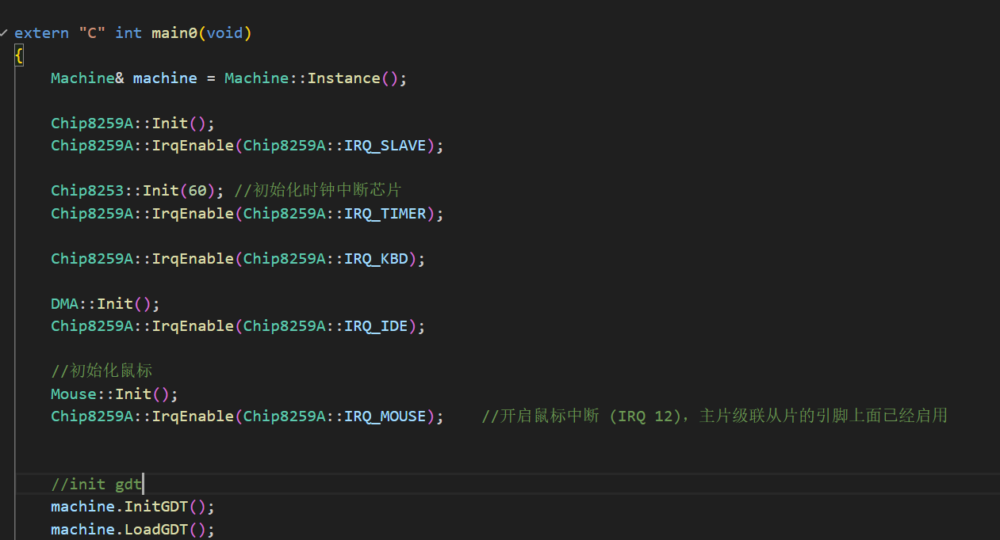 extern "C" int main0(void)
{
Machine& machine = Machine::Instance();
Chip8259A::Init();
Chip8259A::IrqEnable(Chip8259A::IRQ_SLAVE);
Chip8253::Init(60); //初始化时钟中断芯片
Chip8259A::IrqEnable(Chip8259A::IRQ_TIMER);
Chip8259A::IrqEnable(Chip8259A::IRQ_KBD);
DMA::Init();
Chip8259A::IrqEnable(Chip8259A::IRQ_IDE);
//初始化鼠标
Mouse::Init();
Chip8259A::IrqEnable(Chip8259A::IRQ_MOUSE); //开启鼠标中断 (IRQ 12)，主片级联从片的引脚上面已经启用
//init gdt
machine.InitGDT();
machine.LoadGDT();